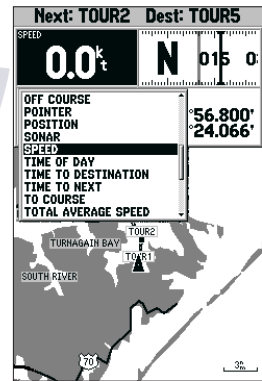 Next: TOUR2 Dest: TOUR5
SPEED
0.0 k t
N 015 0
OFF COURSE
POINTER
POSITION
SONAR
SPEED
TIME OF DAY
TIME TO DESTINATION
TIME TO NEXT
TO COURSE
TOTAL AVERAGE SPEED
56.800'
24.066'
TOUR2
TURNAGAIN BAY
TOUR1
SOUTH RIVER
70